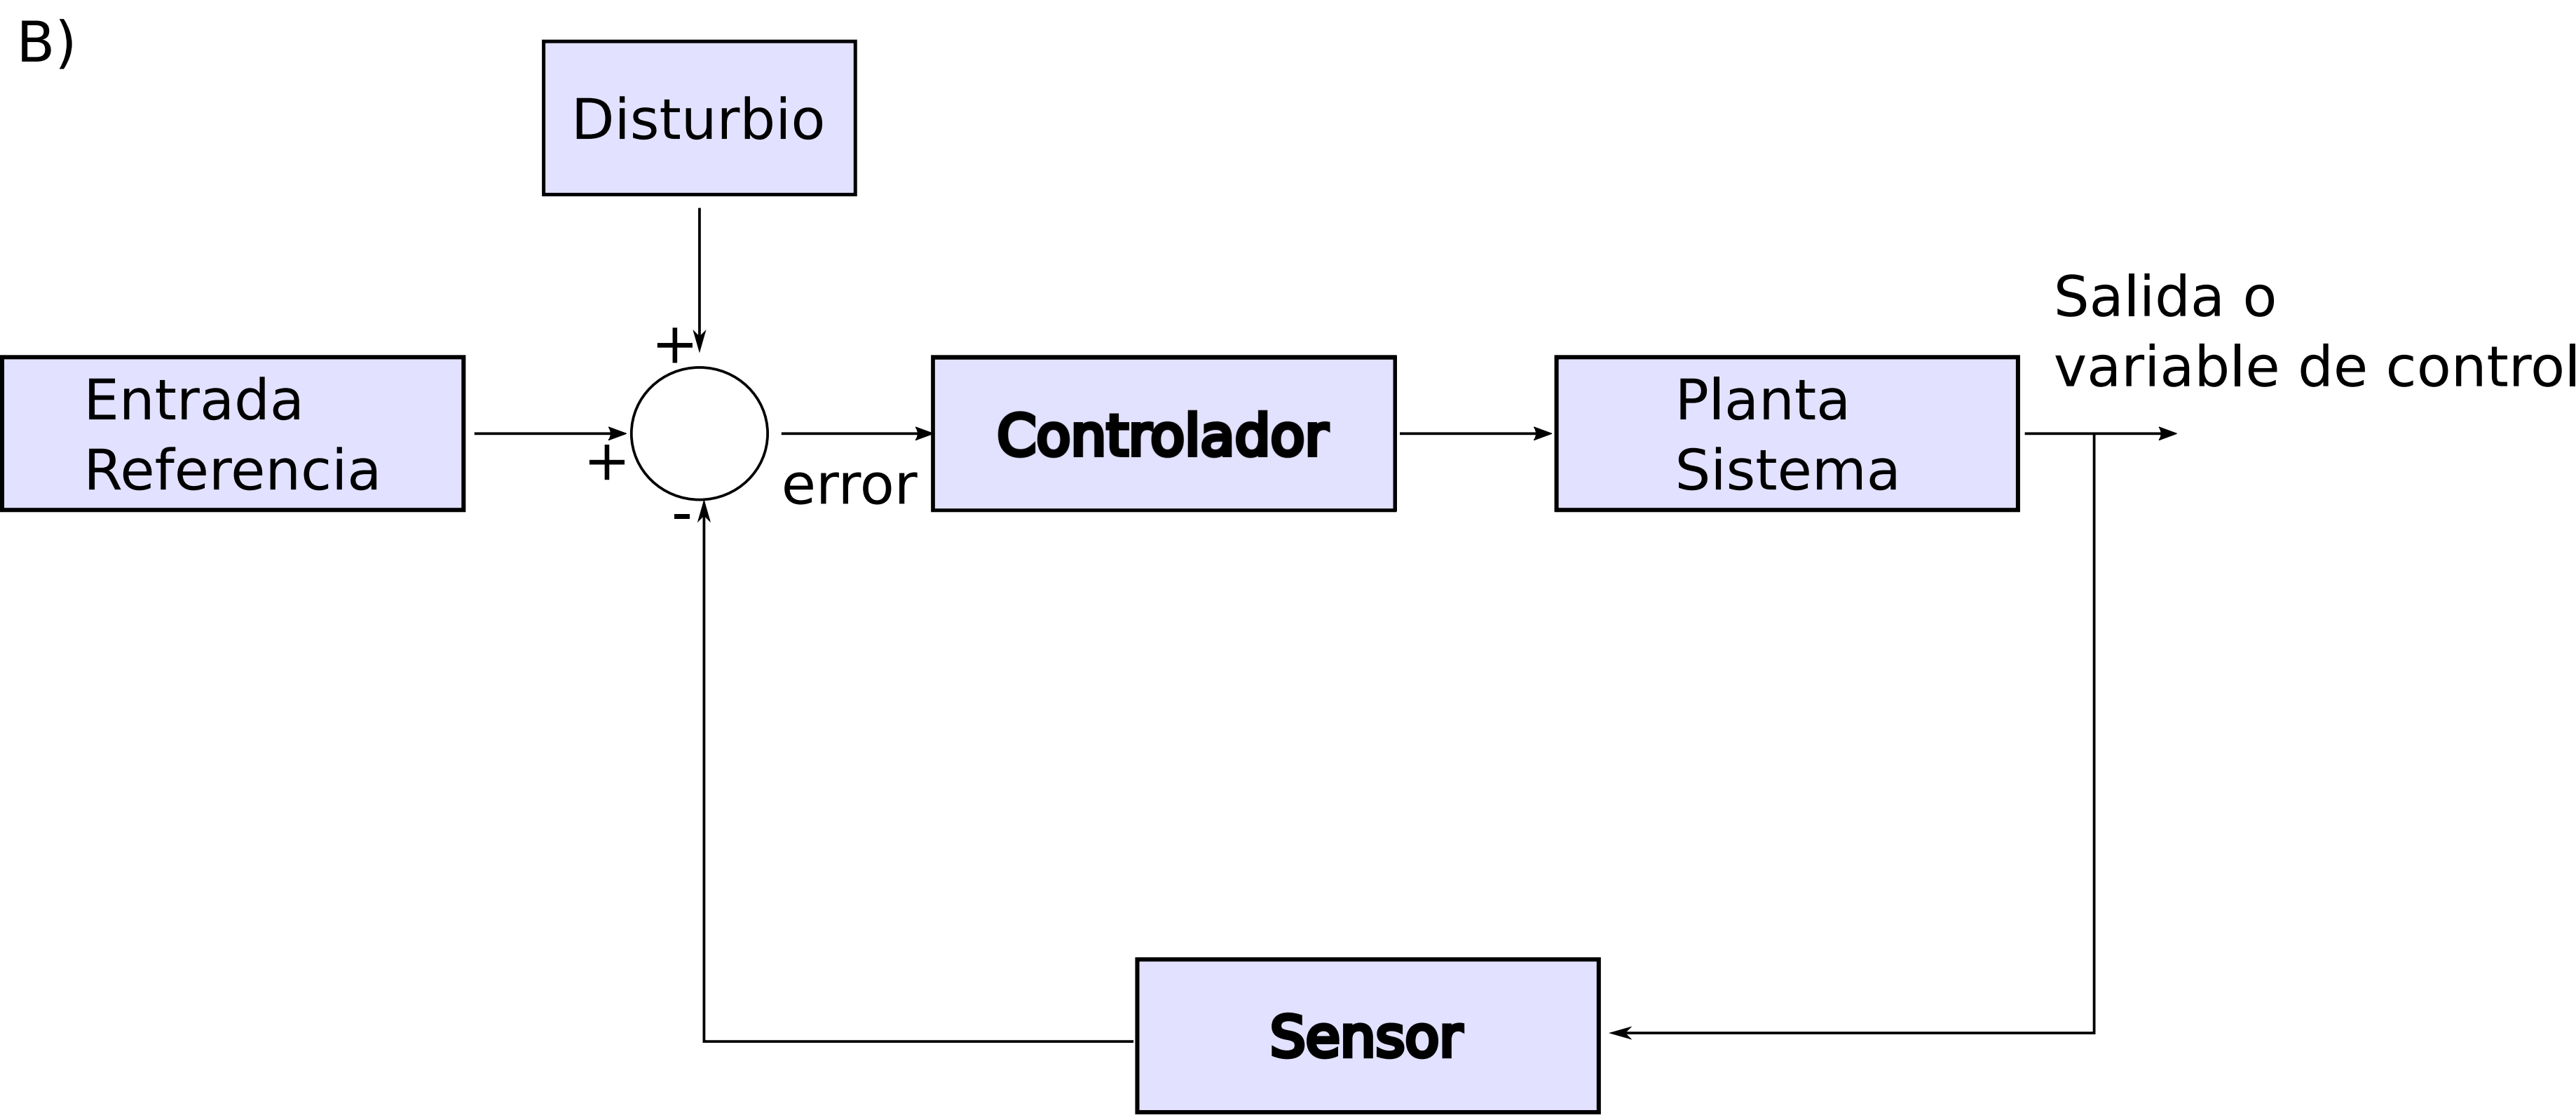 B)
Disturbio
+
Entrada
Referencia
+
-
error
Controlador
Planta
Sistema
Salida o
variable de control
Sensor